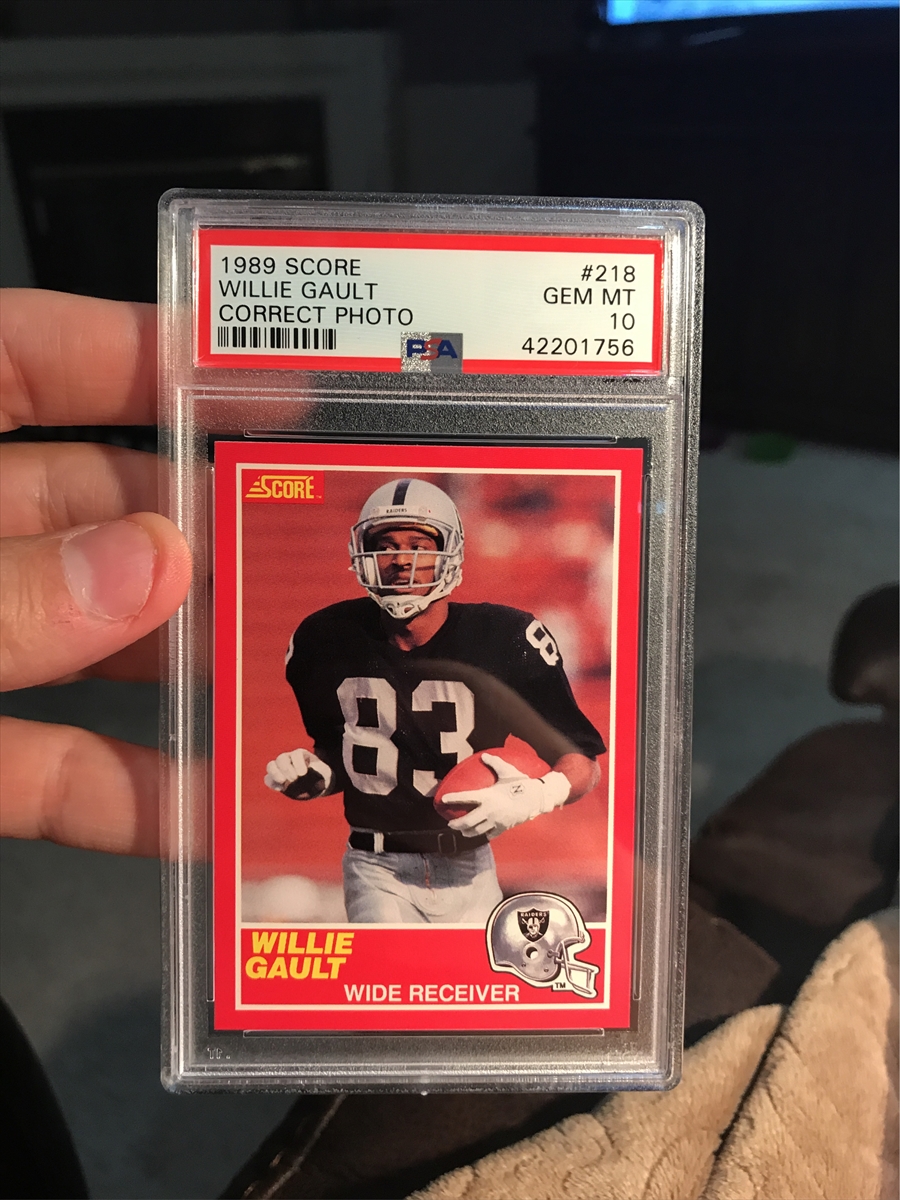 1989 SCORE #218
WILLIE GAULT GEM MT
CORRECT PHOTO 10
PSA 42201756
SCORE
RAIDERS
83
83
RAIDERS
WILLIE
GAULT
TM
WIDE RECEIVER